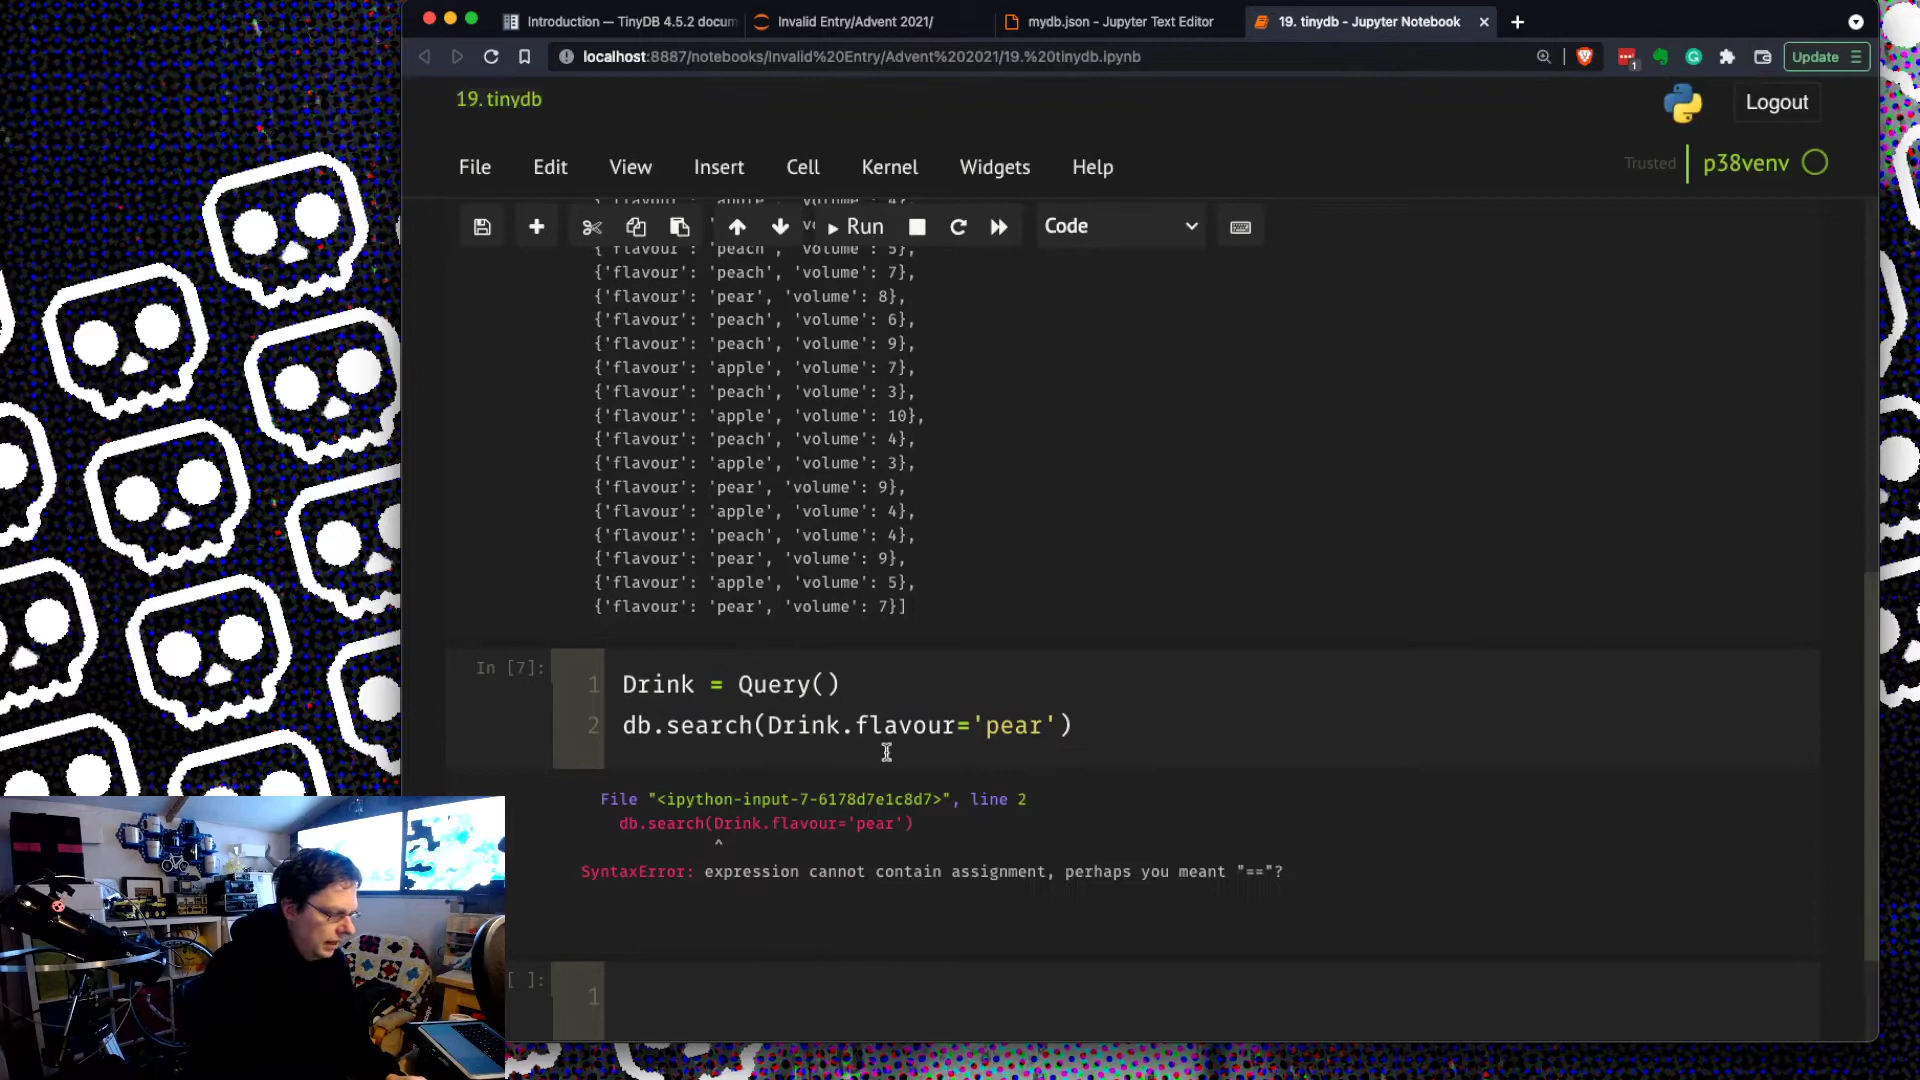 Introduction — TinyDB 4.5.2 docum
Invalid Entry/Advent 2021/
mydb.json - Jupyter Text Editor
19. tinydb - Jupyter Notebook
localhost:8887/notebooks/Invalid%20Entry/Advent%202021/19.%20tinydb.ipynb
1
Update
19. tinydb
Logout
File Edit View Insert Cell Kernel Widgets Help
Trusted
p38venv
Run
Code
{'flavour': 'peach', 'volume': 5},
{'flavour': 'peach', 'volume': 7},
{'flavour': 'pear', 'volume': 8},
{'flavour': 'peach', 'volume': 6},
{'flavour': 'peach', 'volume': 9},
{'flavour': 'apple', 'volume': 7},
{'flavour': 'peach', 'volume': 3},
{'flavour': 'apple', 'volume': 10},
{'flavour': 'peach', 'volume': 4},
{'flavour': 'apple', 'volume': 3},
{'flavour': 'pear', 'volume': 9},
{'flavour': 'apple', 'volume': 4},
{'flavour': 'peach', 'volume': 4},
{'flavour': 'pear', 'volume': 9},
{'flavour': 'apple', 'volume': 5},
{'flavour': 'pear', 'volume': 7}]
In [7]:
1 Drink = Query()
2 db.search(Drink.flavour='pear')
File "<ipython-input-7-6178d7e1c8d7>", line 2
db.search(Drink.flavour='pear')
^
SyntaxError: expression cannot contain assignment, perhaps you meant "=="?
[ ]:
1